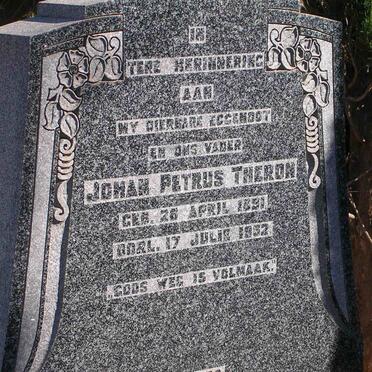 IN
TERE HERINNERING
AAN
MY DIERBARE EGGENOOT
EN ONS VADER
JOHAN PETRUS THERON
GEB. 26 APRIL 1891
OORL. 17 JULIE 1952
„GODS WEG IS VOLMAAK."